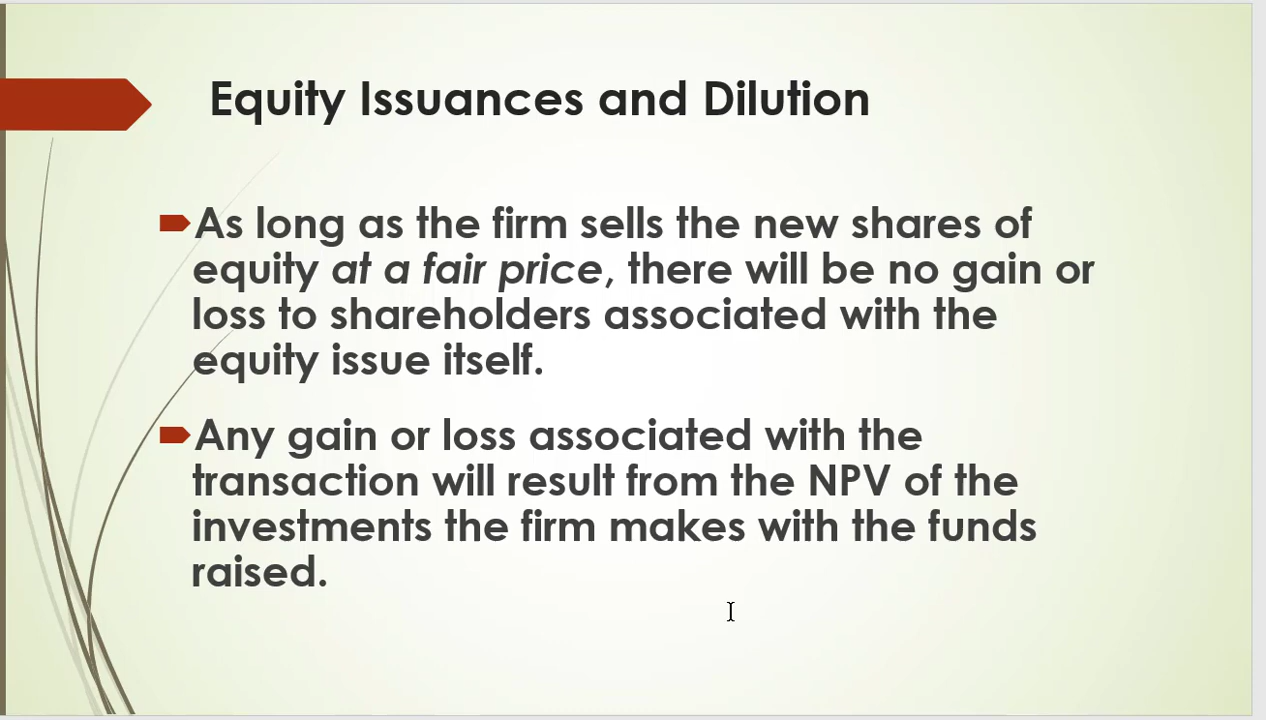 Equity Issuances and Dilution
As long as the firm sells the new shares of
equity at a fair price, there will be no gain or
loss to shareholders associated with the
equity issue itself.
Any gain or loss associated with the
transaction will result from the NPV of the
investments the firm makes with the funds
raised.